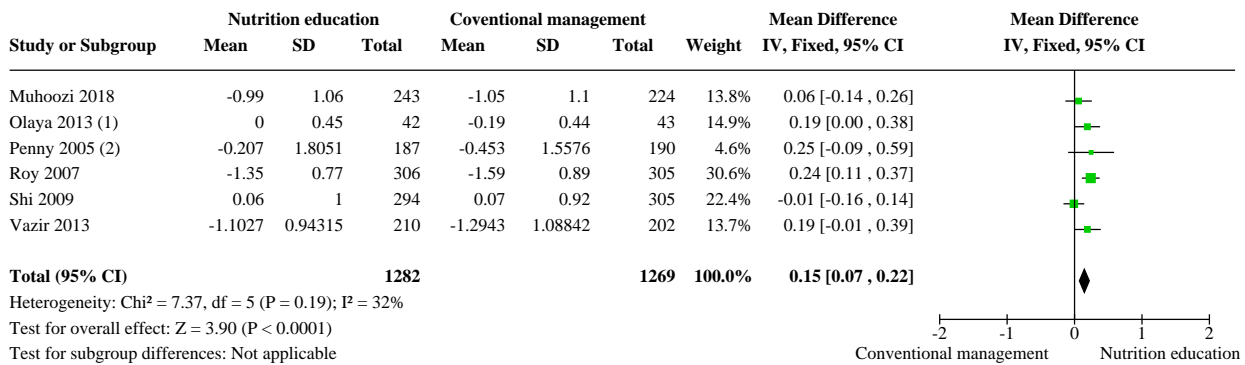 Nutrition education Coventional management Mean Difference Mean Difference
Study or Subgroup Mean SD Total Mean SD Total Weight IV, Fixed, 95% CI IV, Fixed, 95% CI
Muhoozi 2018 -0.99 1.06 243 -1.05 1.1 224 13.8% 0.06 [-0.14 , 0.26]
Olaya 2013 (1) 0 0.45 42 -0.19 0.44 43 14.9% 0.19 [0.00 , 0.38]
Penny 2005 (2) -0.207 1.8051 187 -0.453 1.5576 190 4.6% 0.25 [-0.09 , 0.59]
Roy 2007 -1.35 0.77 306 -1.59 0.89 305 30.6% 0.24 [0.11 , 0.37]
Shi 2009 0.06 1 294 0.07 0.92 305 22.4% -0.01 [-0.16 , 0.14]
Vazir 2013 -1.1027 0.94315 210 -1.2943 1.08842 202 13.7% 0.19 [-0.01 , 0.39]
Total (95% CI) 1282 1269 100.0% 0.15 [0.07 , 0.22]
Heterogeneity: Chi² = 7.37, df = 5 (P = 0.19); I² = 32%
Test for overall effect: Z = 3.90 (P < 0.0001)
-2 -1 0 1 2
Test for subgroup differences: Not applicable Conventional management Nutrition education